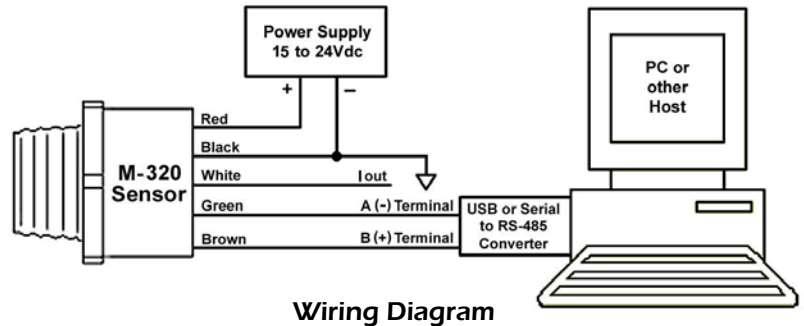 Power Supply
15 to 24Vdc
+
–
PC or
other
Host
M-320
Sensor
Red
Black
White
Iout
Green
A (-) Terminal
Brown
B (+) Terminal
USB or Serial
to RS-485
Converter
Wiring Diagram